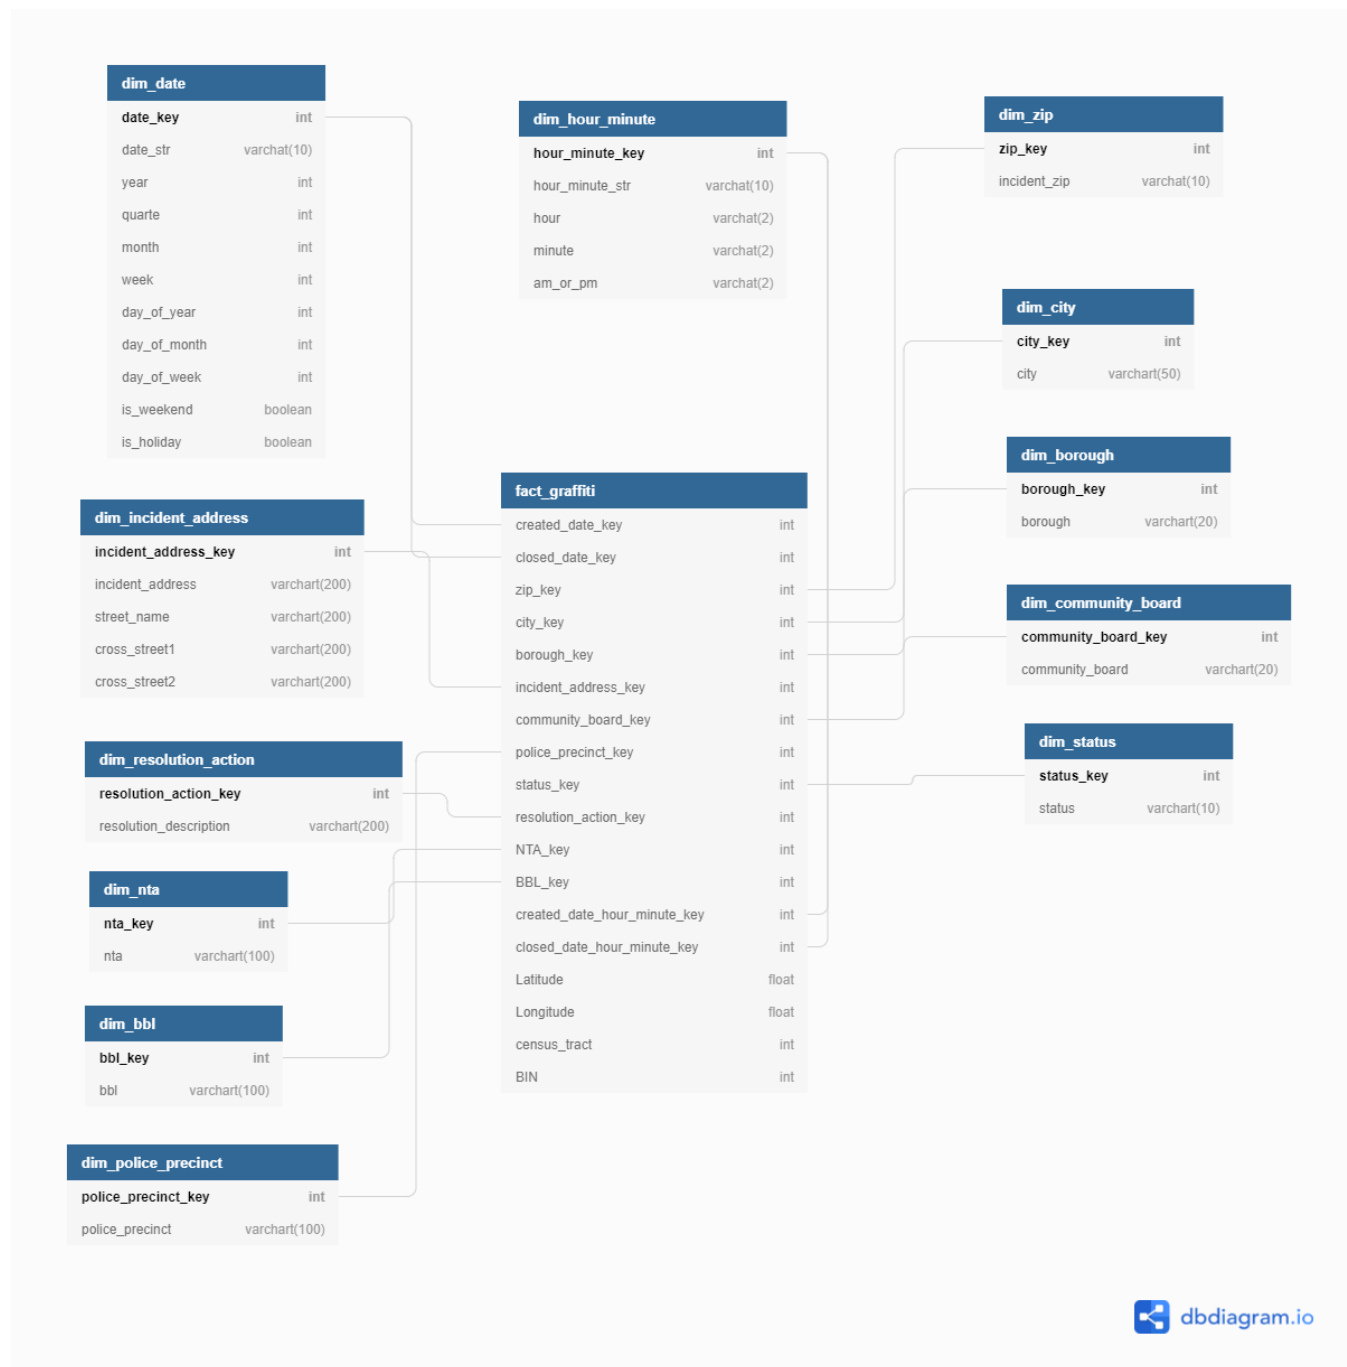 dim_date
date_key int
date_str varchat(10)
year int
quarte int
month int
week int
day_of_year int
day_of_month int
day_of_week int
is_weekend boolean
is_holiday boolean
dim_hour_minute
hour_minute_key int
hour_minute_str varchat(10)
hour varchat(2)
minute varchat(2)
am_or_pm varchat(2)
dim_zip
zip_key int
incident_zip varchat(10)
dim_city
city_key int
city varchart(50)
dim_borough
borough_key int
borough varchart(20)
dim_incident_address
incident_address_key int
incident_address varchart(200)
street_name varchart(200)
cross_street1 varchart(200)
cross_street2 varchart(200)
fact_graffiti
created_date_key int
closed_date_key int
zip_key int
city_key int
borough_key int
incident_address_key int
community_board_key int
police_precinct_key int
status_key int
resolution_action_key int
NTA_key int
BBL_key int
created_date_hour_minute_key int
closed_date_hour_minute_key int
Latitude float
Longitude float
census_tract int
BIN int
dim_community_board
community_board_key int
community_board varchart(20)
dim_status
status_key int
status varchart(10)
dim_resolution_action
resolution_action_key int
resolution_description varchart(200)
dim_nta
nta_key int
nta varchart(100)
dim_bbl
bbl_key int
bbl varchart(100)
dim_police_precinct
police_precinct_key int
police_precinct varchart(100)
dbdiagram.io